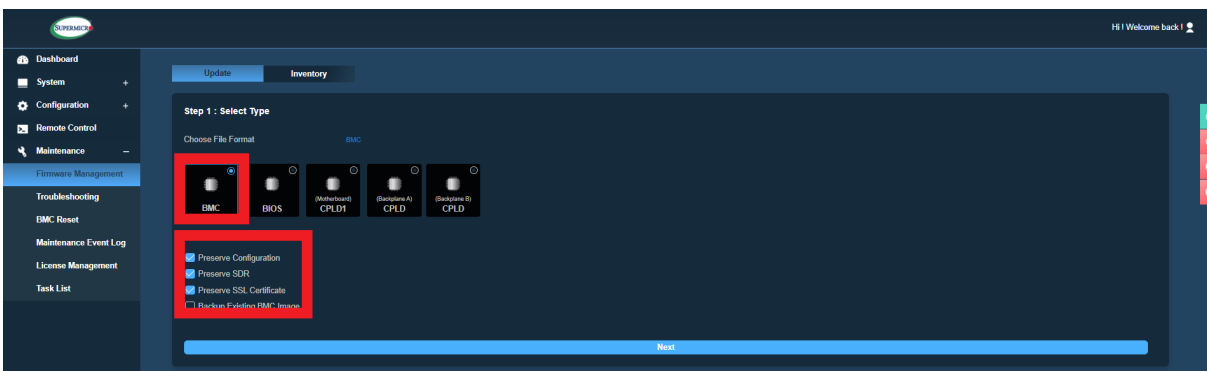 SUPERMICR
Hi ! Welcome back !
Dashboard
System +
Configuration +
Remote Control
Maintenance –
Firmware Management
Troubleshooting
BMC Reset
Maintenance Event Log
License Management
Task List
Update Inventory
Step 1 : Select Type
Choose File Format BMC
BMC
BIOS
(Motherboard)
CPLD1
(Backplane A)
CPLD
(Backplane B)
CPLD
Preserve Configuration
Preserve SDR
Preserve SSL Certificate
Backup Existing BMC Image
Next